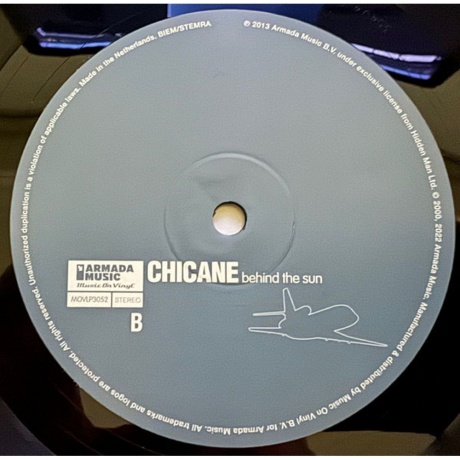 ℗ 2013 Armada Music B.V. under exclusive license from Hidden Man Ltd. © 2000, 2022 Armada Music. Manufactured & distributed by Music On Vinyl B.V. for Armada Music. All trademarks and logos are protected. All rights reserved. Unauthorized duplication is a violation of applicable laws. Made in the Netherlands. BIEM/STEMRA
ARMADA
MUSIC
Music On Vinyl
MOVLP3052 STEREO
CHICANE behind the sun
B